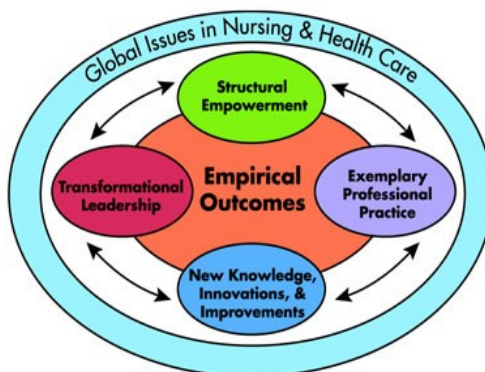 Global Issues in Nursing & Health Care
Structural
Empowerment
Transformational
Leadership
Empirical
Outcomes
Exemplary
Professional
Practice
New Knowledge,
Innovations, &
Improvements